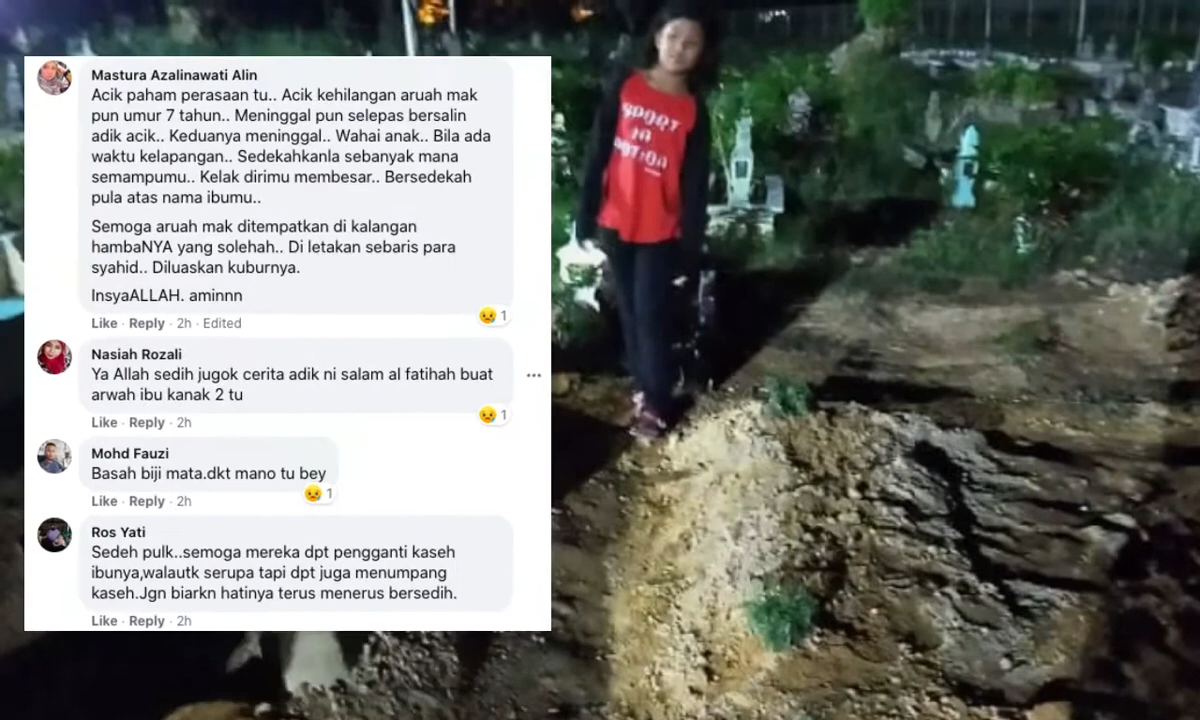 Mastura Azalinawati Alin
Acik paham perasaan tu.. Acik kehilangan aruah mak
pun umur 7 tahun.. Meninggal pun selepas bersalin
adik acik.. Keduanya meninggal.. Wahai anak.. Bila ada
waktu kelapangan.. Sedekahkanla sebanyak mana
semampumu.. Kelak dirimu membesar.. Bersedekah
pula atas nama ibumu..
Semoga aruah mak ditempatkan di kalangan
hambaNYA yang solehah.. Di letakan sebaris para
syahid.. Diluaskan kuburnya.
InsyaALLAH. aminnn
Like · Reply · 2h · Edited
1
Nasiah Rozali
Ya Allah sedih jugok cerita adik ni salam al fatihah buat
arwah ibu kanak 2 tu
Like · Reply · 2h
1
Mohd Fauzi
Basah biji mata.dkt mano tu bey
Like · Reply · 2h
1
Ros Yati
Sedeh pulk..semoga mereka dpt pengganti kaseh
ibunya,walautk serupa tapi dpt juga menumpang
kaseh.Jgn biarkn hatinya terus menerus bersedih.
Like · Reply · 2h
SPORT
IN
MOTION